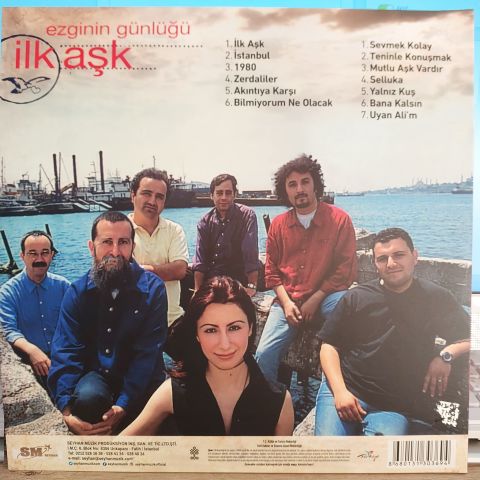 ezginin günlüğü
ilk aşk
1. İlk Aşk
2. İstanbul
3. 1980
4. Zerdaliler
5. Akıntıya Karşı
6. Bilmiyorum Ne Olacak
1. Sevmek Kolay
2. Teninle Konuşmak
3. Mutlu Aşk Vardır
4. Selluka
5. Yalnız Kuş
6. Bana Kalsın
7. Uyan Ali'm
SM
SEYHAN MÜZİK PRODÜKSİYON İNŞ. SAN. VE TİC.LTD.ŞTİ.
8680151303694